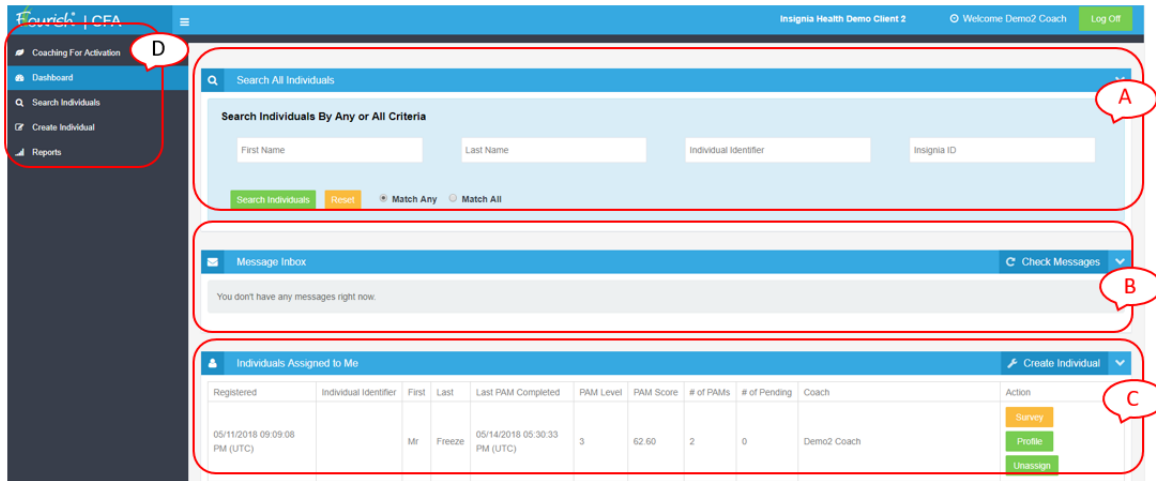 Flourish | CFA
Insignia Health Demo Client 2
Welcome Demo2 Coach
Log Off
Coaching For Activation
D
Dashboard
Search Individuals
Create Individual
Reports
Search All Individuals
A
Search Individuals By Any or All Criteria
First Name Last Name Individual Identifier Insignia ID
Search Individuals Reset Match Any Match All
Message Inbox Check Messages
B
You don't have any messages right now.
Individuals Assigned to Me Create Individual
C
Registered Individual Identifier First Last Last PAM Completed PAM Level PAM Score # of PAMs # of Pending Coach Action
05/11/2018 09:09:08 PM (UTC) Mr Freeze 05/14/2018 05:30:33 PM (UTC) 3 62.60 2 0 Demo2 Coach
Survey
Profile
Unassign